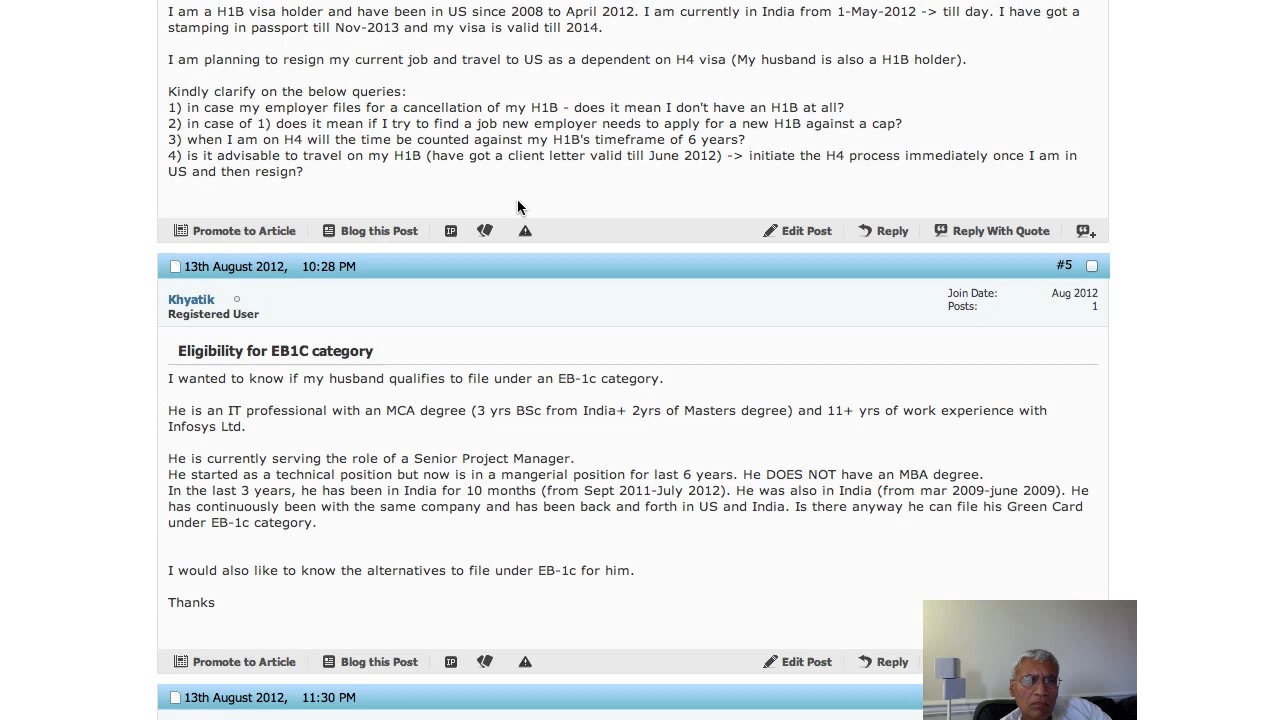 I am a H1B visa holder and have been in US since 2008 to April 2012. I am currently in India from 1-May-2012 -> till day. I have got a
stamping in passport till Nov-2013 and my visa is valid till 2014.
I am planning to resign my current job and travel to US as a dependent on H4 visa (My husband is also a H1B holder).
Kindly clarify on the below queries:
1) in case my employer files for a cancellation of my H1B - does it mean I don't have an H1B at all?
2) in case of 1) does it mean if I try to find a job new employer needs to apply for a new H1B against a cap?
3) when I am on H4 will the time be counted against my H1B's timeframe of 6 years?
4) is it advisable to travel on my H1B (have got a client letter valid till June 2012) -> initiate the H4 process immediately once I am in
US and then resign?
Promote to Article Blog this Post IP Edit Post Reply Reply With Quote
13th August 2012, 10:28 PM #5
Khyatik
Registered User
Join Date: Aug 2012
Posts: 1
Eligibility for EB1C category
I wanted to know if my husband qualifies to file under an EB-1c category.
He is an IT professional with an MCA degree (3 yrs BSc from India+ 2yrs of Masters degree) and 11+ yrs of work experience with
Infosys Ltd.
He is currently serving the role of a Senior Project Manager.
He started as a technical position but now is in a mangerial position for last 6 years. He DOES NOT have an MBA degree.
In the last 3 years, he has been in India for 10 months (from Sept 2011-July 2012). He was also in India (from mar 2009-june 2009). He
has continuously been with the same company and has been back and forth in US and India. Is there anyway he can file his Green Card
under EB-1c category.
I would also like to know the alternatives to file under EB-1c for him.
Thanks
Promote to Article Blog this Post IP Edit Post Reply
13th August 2012, 11:30 PM